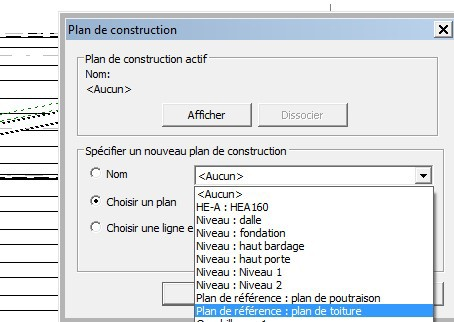 Plan de construction
Plan de construction actif
Nom:
<Aucun>
Afficher
Dissocier
Spécifier un nouveau plan de construction
Nom
<Aucun>
<Aucun>
Choisir un plan
HE-A : HEA160
Niveau : dalle
Choisir une ligne e
Niveau : fondation
Niveau : haut bardage
Niveau : haut porte
Niveau : Niveau 1
Niveau : Niveau 2
Plan de référence : plan de poutraison
Plan de référence : plan de toiture